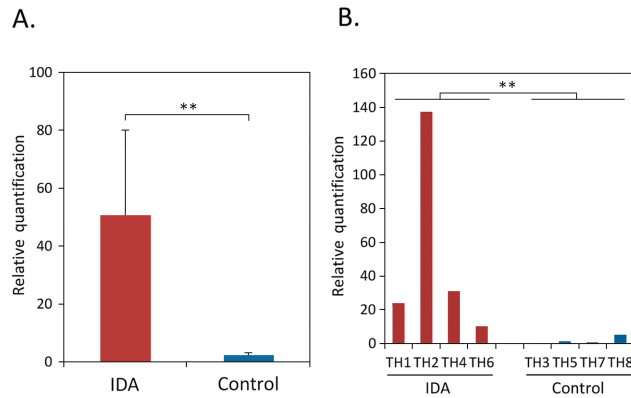 A.
Relative quantification
100
80
60
40
20
0
**
IDA Control
B.
Relative quantification
160
140
120
100
80
60
40
20
0
**
TH1 TH2 TH4 TH6 TH3 TH5 TH7 TH8
IDA Control